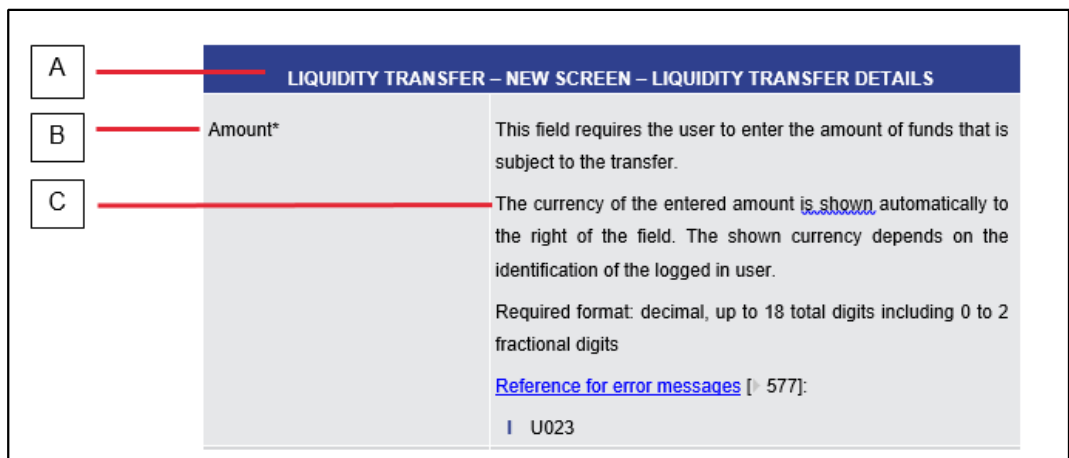 A
LIQUIDITY TRANSFER – NEW SCREEN – LIQUIDITY TRANSFER DETAILS
B
Amount*
This field requires the user to enter the amount of funds that is
subject to the transfer.
C
The currency of the entered amount is shown automatically to
the right of the field. The shown currency depends on the
identification of the logged in user.
Required format: decimal, up to 18 total digits including 0 to 2
fractional digits
Reference for error messages [▶ 577]:
I U023